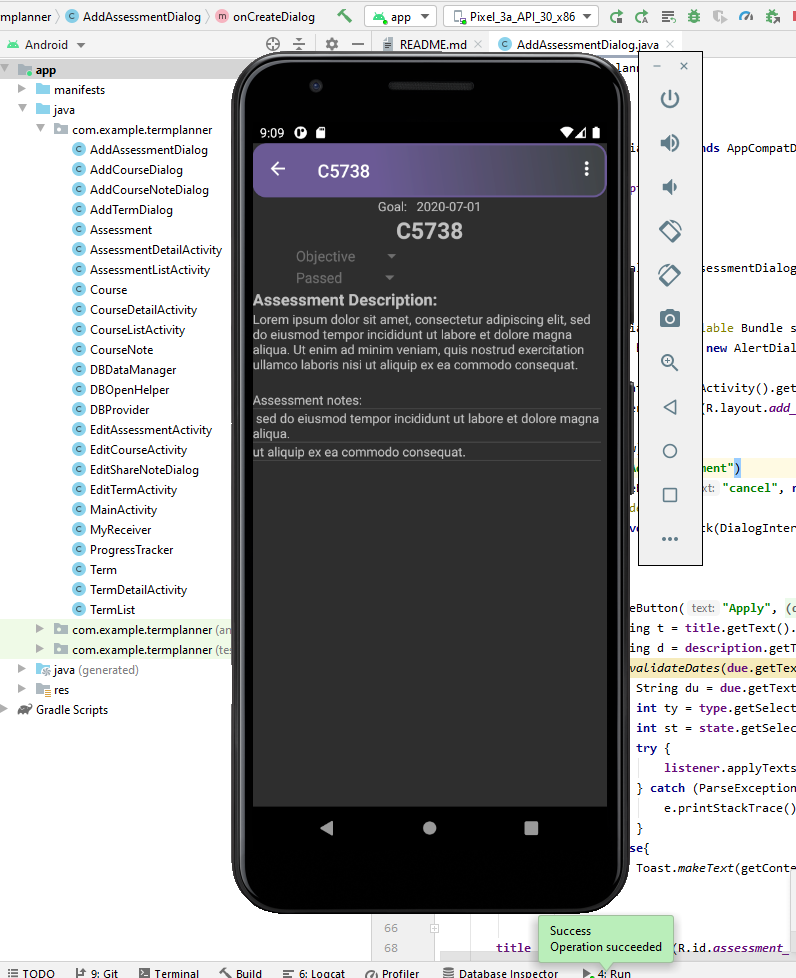 mplanner AddAssessmentDialog onCreateDialog app Pixel_3a_API_30_x86
Android README.md AddAssessmentDialog.java
app
manifests
java
com.example.termplanner
AddAssessmentDialog
AddCourseDialog
AddCourseNoteDialog
AddTermDialog
Assessment
AssessmentDetailActivity
AssessmentListActivity
Course
CourseDetailActivity
CourseListActivity
CourseNote
DBDataManager
DBOpenHelper
DBProvider
EditAssessmentActivity
EditCourseActivity
EditShareNoteDialog
EditTermActivity
MainActivity
MyReceiver
ProgressTracker
Term
TermDetailActivity
TermList
com.example.termplanner (an
com.example.termplanner (tes
java (generated)
res
Gradle Scripts
9:09
C5738
Goal: 2020-07-01
C5738
Objective
Passed
Assessment Description:
Lorem ipsum dolor sit amet, consectetur adipiscing elit, sed
do eiusmod tempor incididunt ut labore et dolore magna
aliqua. Ut enim ad minim veniam, quis nostrud exercitation
ullamco laboris nisi ut aliquip ex ea commodo consequat.
Assessment notes:
sed do eiusmod tempor incididunt ut labore et dolore magna
aliqua.
ut aliquip ex ea commodo consequat.
nds AppCompatD
ssessmentDialog
lable Bundle s
new AlertDial
Activity().get
(R.layout.add_
ment")
text: "cancel", n
ck(DialogInter
eButton( text: "Apply", (d
ing t = title.getText().
ing d = description.getT
validateDates(due.getTex
String du = due.getText
int ty = type.getSelect
int st = state.getSelec
try {
listener.applyTexts
} catch (ParseException
e.printStackTrace()
}
se{
Toast.makeText(getCont
66
68 title (R.id.assessment_
Success
Operation succeeded
TODO 9: Git Terminal Build 6: Logcat Profiler Database Inspector 4: Run